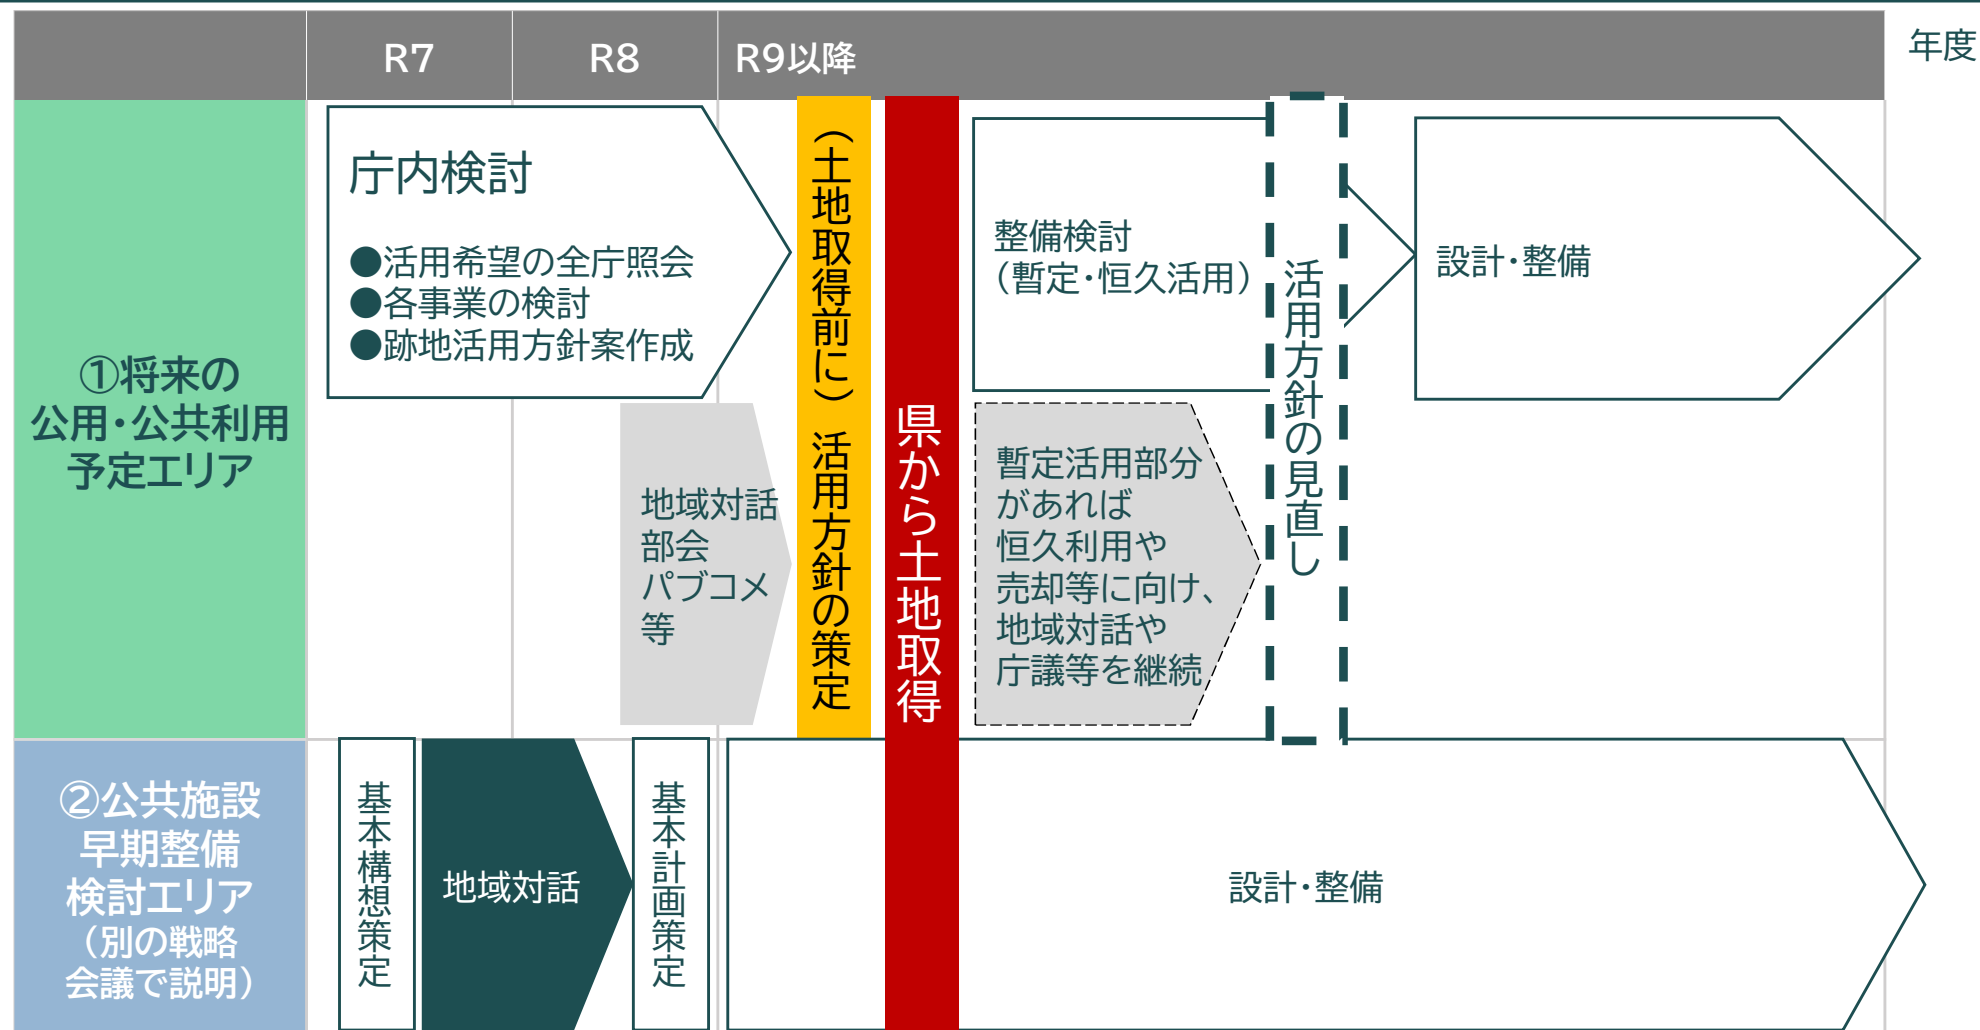 R7
R8
R9以降
年度
①将来の
公用・公共利用
予定エリア
庁内検討
●活用希望の全庁照会
●各事業の検討
●跡地活用方針案作成
地域対話
部会
パブコメ
等
（土地取得前に）活用方針の策定
県から土地取得
整備検討
（暫定・恒久活用）
暫定活用部分
があれば
恒久利用や
売却等に向け、
地域対話や
庁議等を継続
活用方針の見直し
設計・整備
②公共施設
早期整備
検討エリア
（別の戦略
会議で説明）
基本構想策定
地域対話
基本計画策定
設計・整備